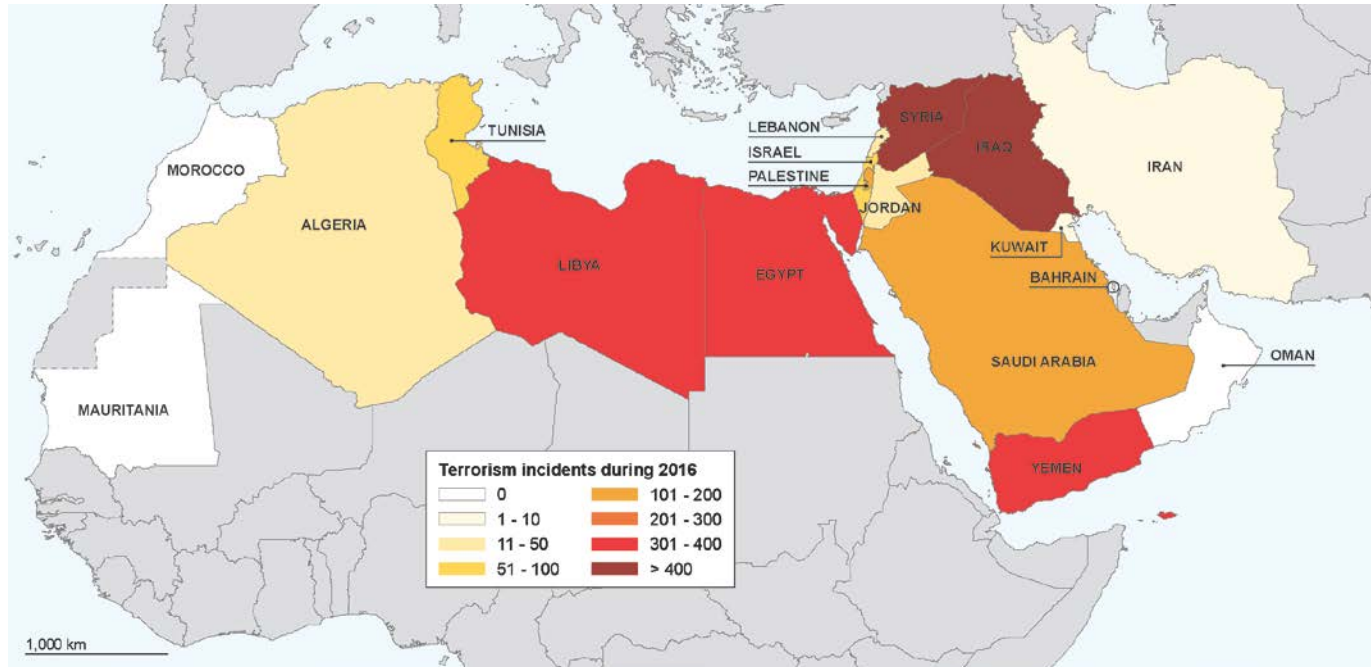 TUNISIA
LEBANON
SYRIA
ISRAEL
IRAQ
MOROCCO
IRAN
PALESTINE
JORDAN
ALGERIA
KUWAIT
LIBYA
EGYPT
BAHRAIN
SAUDI ARABIA
OMAN
MAURITANIA
YEMEN
Terrorism incidents during 2016
0
1 - 10
11 - 50
51 - 100
101 - 200
201 - 300
301 - 400
> 400
1,000 km